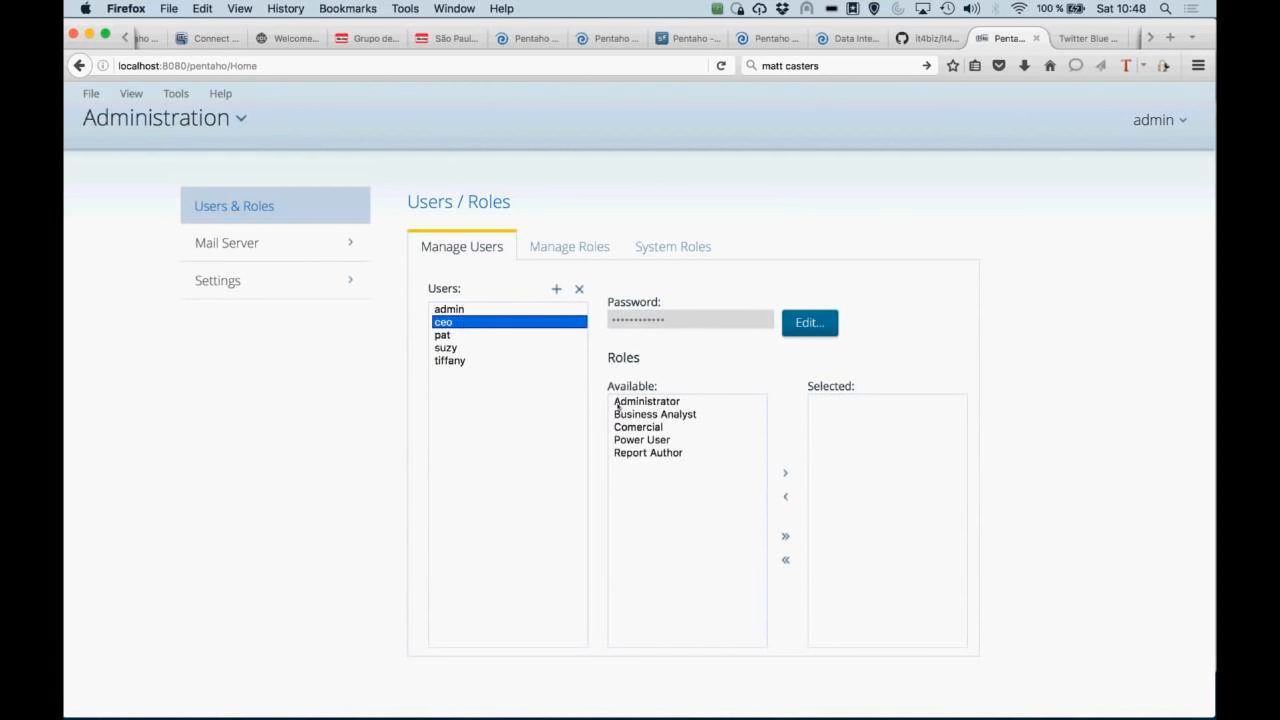 Firefox File Edit View History Bookmarks Tools Window Help 100 % Sat 10:48
ho ... Connect ... Welcome... Grupo de... São Paul... Pentaho ... Pentaho ... Pentaho -... Pentaho ... Data Inte... it4biz/it4... Penta... Twitter Blue ...
localhost:8080/pentaho/Home matt casters
File View Tools Help
Administration admin
Users & Roles
Mail Server
Settings
Users / Roles
Manage Users Manage Roles System Roles
Users:
admin
ceo
pat
suzy
tiffany
Password:
Edit...
Roles
Available:
Administrator
Business Analyst
Comercial
Power User
Report Author
Selected: